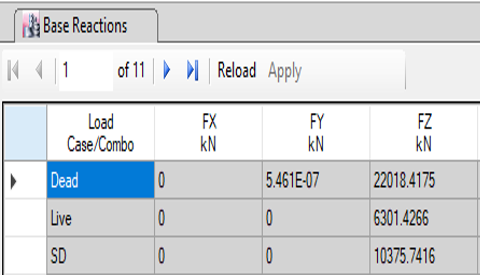 Base Reactions
1 of 11 Reload Apply
Load Case/Combo FX kN FY kN FZ kN
Dead 0 5.461E-07 22018.4175
Live 0 0 6301.4266
SD 0 0 10375.7416